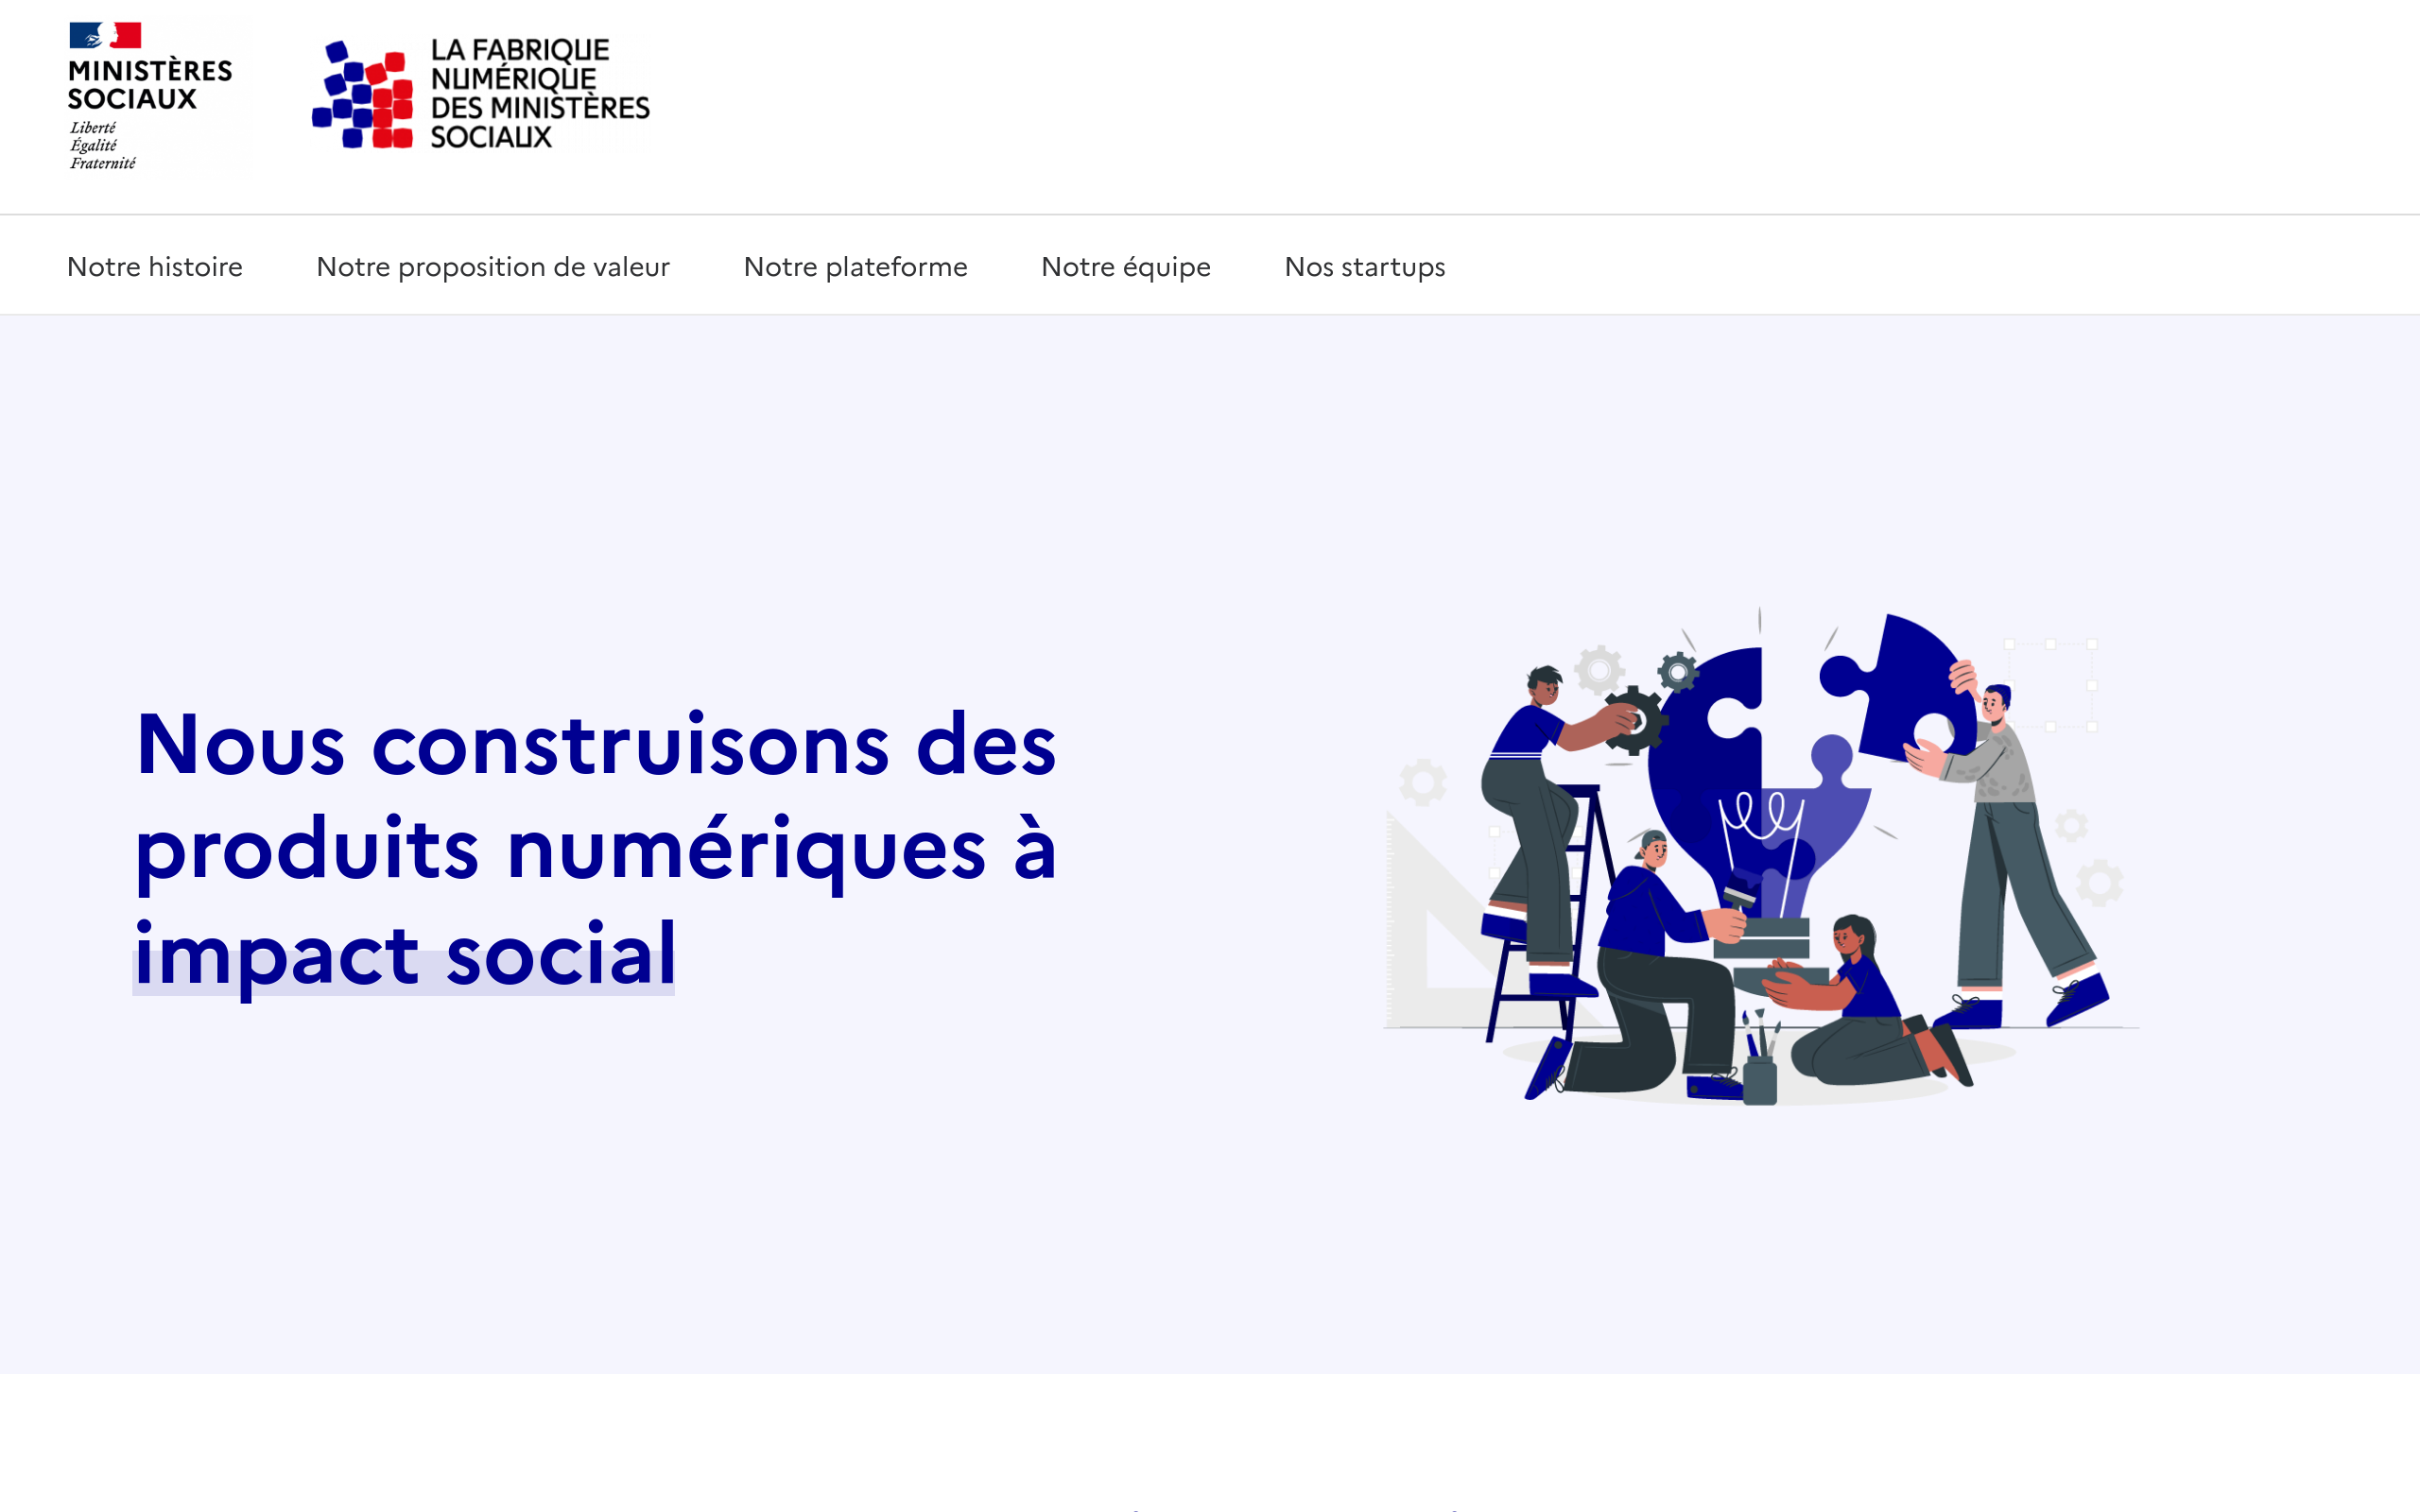 MINISTÈRES
SOCIAUX
Liberté
Égalité
Fraternité
LA FABRIQUE
NUMÉRIQUE
DES MINISTÈRES
SOCIAUX
Notre histoire
Notre proposition de valeur
Notre plateforme
Notre équipe
Nos startups
Nous construisons des
produits numériques à
impact social